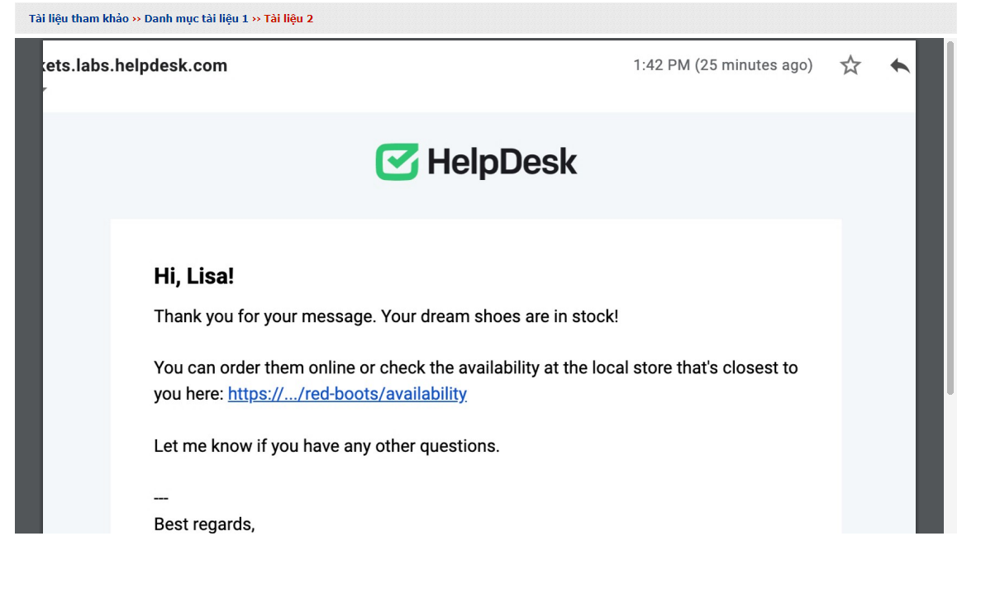 Tài liệu tham khảo ›› Danh mục tài liệu 1 ›› Tài liệu 2
kets.labs.helpdesk.com 1:42 PM (25 minutes ago)
HelpDesk
Hi, Lisa!
Thank you for your message. Your dream shoes are in stock!
You can order them online or check the availability at the local store that's closest to
you here: https://.../red-boots/availability
Let me know if you have any other questions.
---
Best regards,